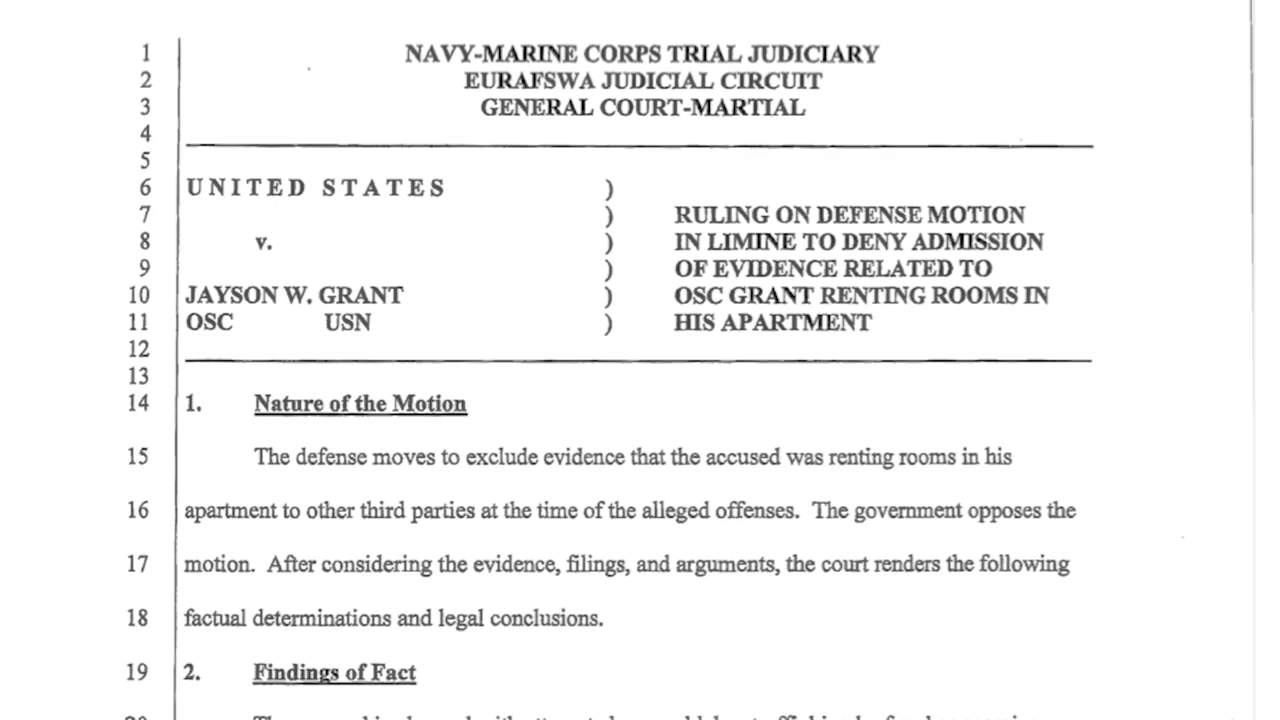 1 NAVY-MARINE CORPS TRIAL JUDICIARY
2 EURAFSWA JUDICIAL CIRCUIT
3 GENERAL COURT-MARTIAL
4
5
6 UNITED STATES )
7 ) RULING ON DEFENSE MOTION
8 v. ) IN LIMINE TO DENY ADMISSION
9 ) OF EVIDENCE RELATED TO
10 JAYSON W. GRANT ) OSC GRANT RENTING ROOMS IN
11 OSC USN ) HIS APARTMENT
12
13
14 1. Nature of the Motion
15 The defense moves to exclude evidence that the accused was renting rooms in his
16 apartment to other third parties at the time of the alleged offenses. The government opposes the
17 motion. After considering the evidence, filings, and arguments, the court renders the following
18 factual determinations and legal conclusions.
19 2. Findings of Fact